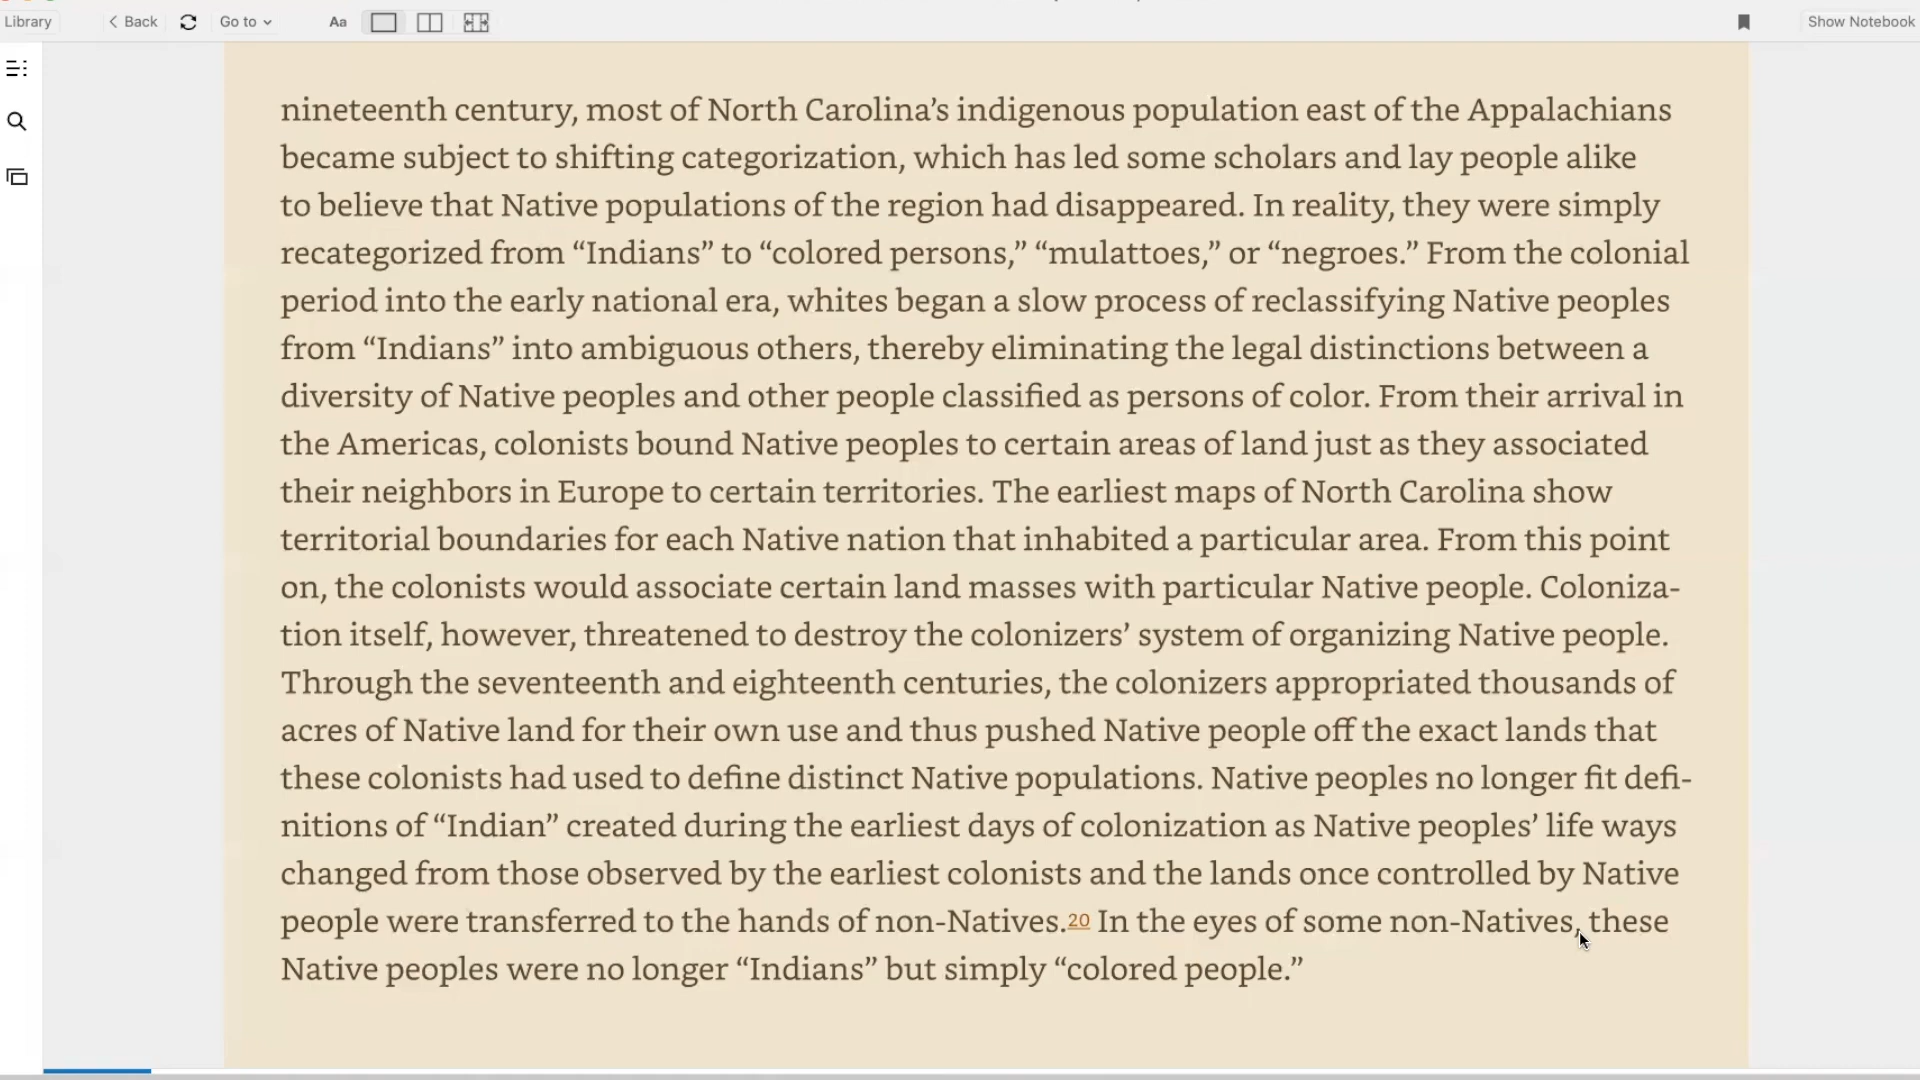 Library
Back
Go to
Aa
Show Notebook
nineteenth century, most of North Carolina’s indigenous population east of the Appalachians
became subject to shifting categorization, which has led some scholars and lay people alike
to believe that Native populations of the region had disappeared. In reality, they were simply
recategorized from “Indians” to “colored persons,” “mulattoes,” or “negroes.” From the colonial
period into the early national era, whites began a slow process of reclassifying Native peoples
from “Indians” into ambiguous others, thereby eliminating the legal distinctions between a
diversity of Native peoples and other people classified as persons of color. From their arrival in
the Americas, colonists bound Native peoples to certain areas of land just as they associated
their neighbors in Europe to certain territories. The earliest maps of North Carolina show
territorial boundaries for each Native nation that inhabited a particular area. From this point
on, the colonists would associate certain land masses with particular Native people. Coloniza-
tion itself, however, threatened to destroy the colonizers’ system of organizing Native people.
Through the seventeenth and eighteenth centuries, the colonizers appropriated thousands of
acres of Native land for their own use and thus pushed Native people off the exact lands that
these colonists had used to define distinct Native populations. Native peoples no longer fit defi-
nitions of “Indian” created during the earliest days of colonization as Native peoples’ life ways
changed from those observed by the earliest colonists and the lands once controlled by Native
people were transferred to the hands of non-Natives.20 In the eyes of some non-Natives, these
Native peoples were no longer “Indians” but simply “colored people.”